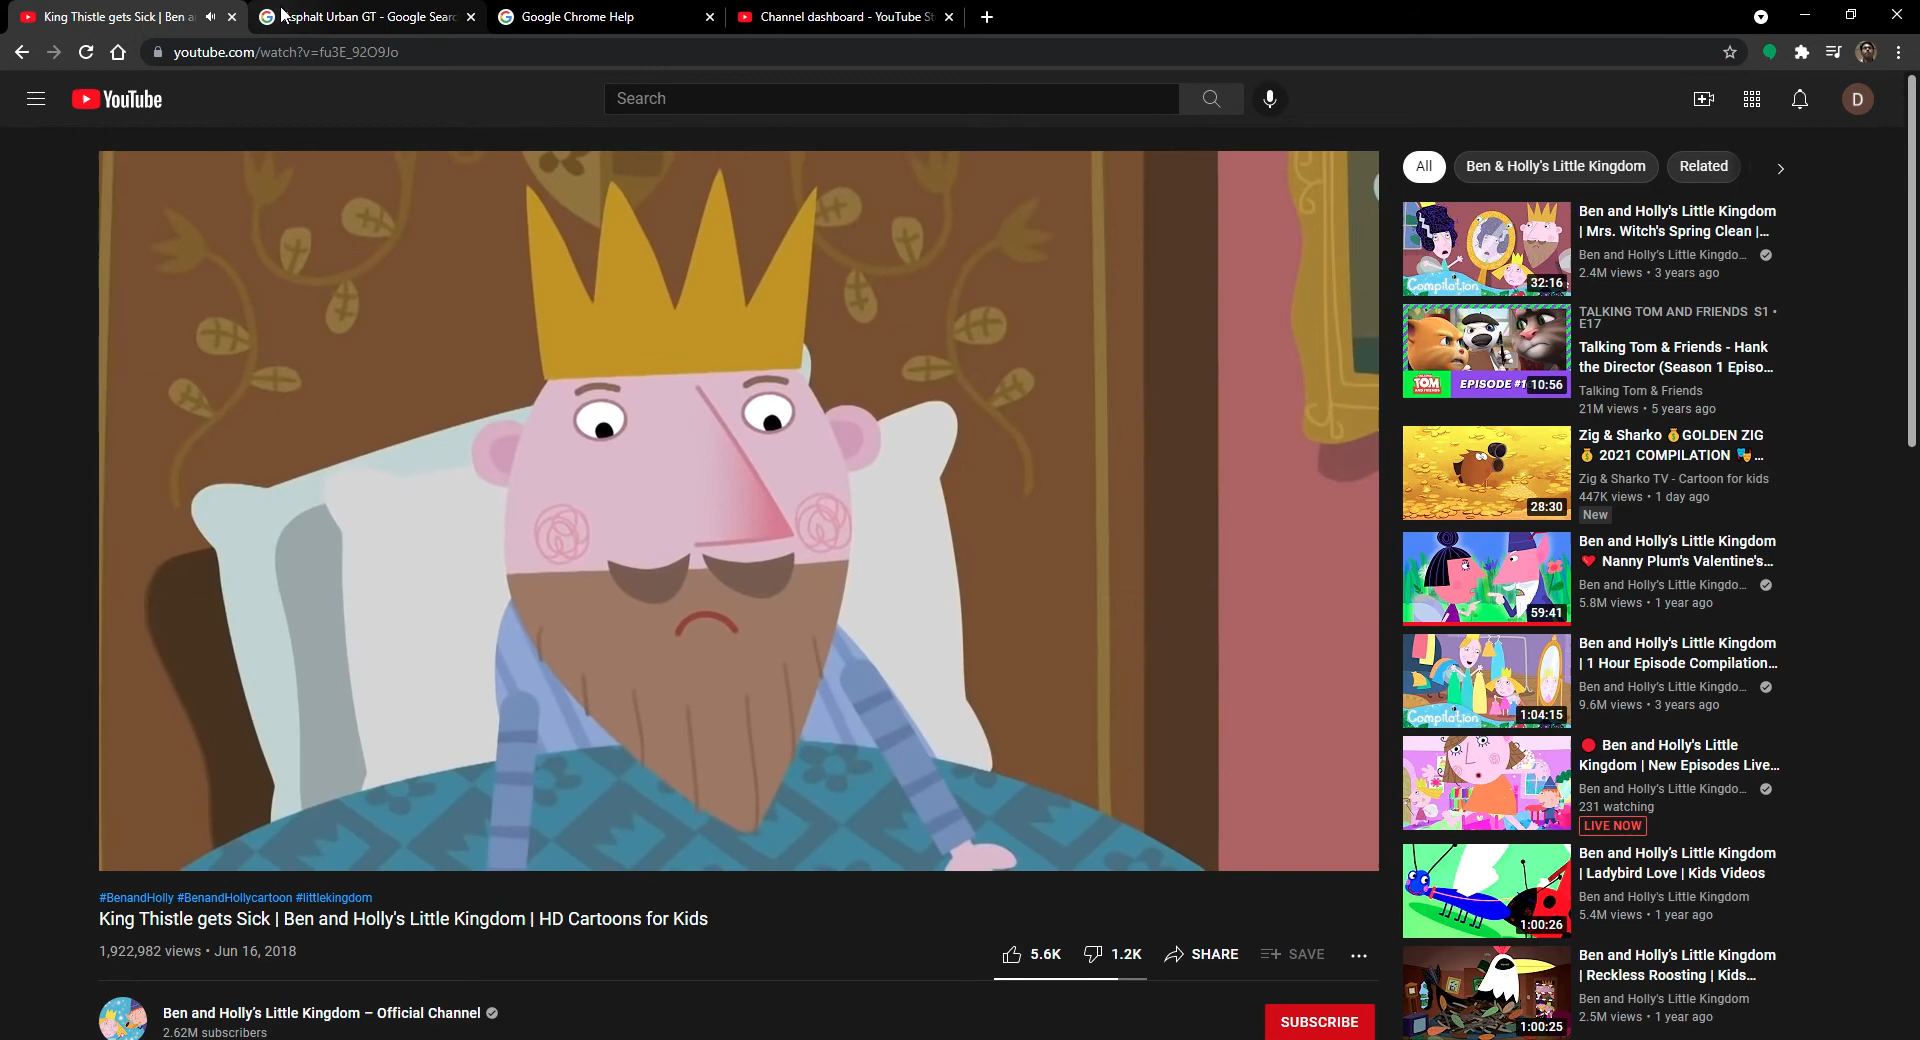 King Thistle gets Sick | Ben a
Asphalt Urban GT - Google Searc
Google Chrome Help
Channel dashboard - YouTube St
youtube.com/watch?v=fu3E_92O9Jo
YouTube
Search
D
All
Ben & Holly's Little Kingdom
Related
Compilation
32:16
Ben and Holly's Little Kingdom
| Mrs. Witch's Spring Clean |...
Ben and Holly's Little Kingdo...
2.4M views • 3 years ago
TOM
EPISODE #1
10:56
TALKING TOM AND FRIENDS S1 •
E17
Talking Tom & Friends - Hank
the Director (Season 1 Episo...
Talking Tom & Friends
21M views • 5 years ago
28:30
Zig & Sharko 💰GOLDEN ZIG
💰 2021 COMPILATION 🎭...
Zig & Sharko TV - Cartoon for kids
447K views • 1 day ago
New
59:41
Ben and Holly's Little Kingdom
❤️ Nanny Plum's Valentine's...
Ben and Holly's Little Kingdo...
5.8M views • 1 year ago
Compilation
1:04:15
Ben and Holly's Little Kingdom
| 1 Hour Episode Compilation...
Ben and Holly's Little Kingdo...
9.6M views • 3 years ago
🔴 Ben and Holly's Little
Kingdom | New Episodes Live...
Ben and Holly's Little Kingdo...
231 watching
LIVE NOW
1:00:26
Ben and Holly's Little Kingdom
| Ladybird Love | Kids Videos
Ben and Holly's Little Kingdom
5.4M views • 1 year ago
1:00:25
Ben and Holly's Little Kingdom
| Reckless Roosting | Kids...
Ben and Holly's Little Kingdom
2.5M views • 1 year ago
#BenandHolly #BenandHollycartoon #littlekingdom
King Thistle gets Sick | Ben and Holly's Little Kingdom | HD Cartoons for Kids
1,922,982 views • Jun 16, 2018
5.6K
1.2K
SHARE
SAVE
Ben and Holly's Little Kingdom – Official Channel
2.62M subscribers
SUBSCRIBE